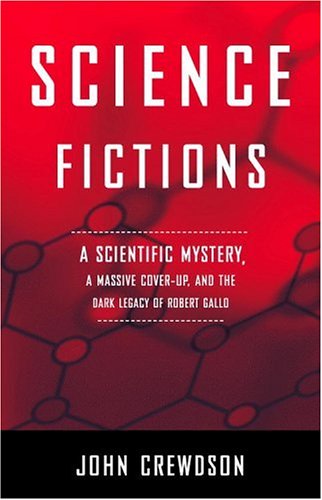 SCIENCE
FICTIONS
A SCIENTIFIC MYSTERY,
A MASSIVE COVER-UP, AND THE
DARK LEGACY OF ROBERT GALLO
JOHN CREWDSON